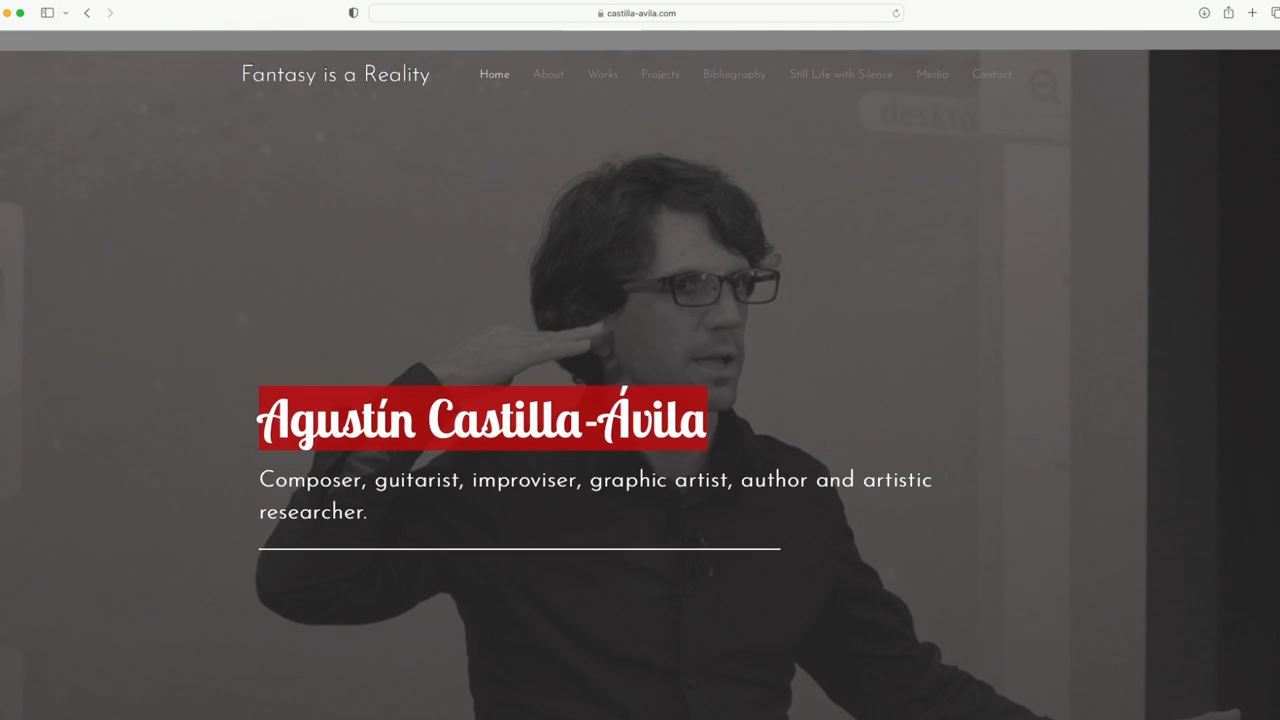 castilla-avila.com
Fantasy is a Reality
Home About Works Projects Bibliography Still Life with Silence Media Contact
Agustín Castilla-Ávila
Composer, guitarist, improviser, graphic artist, author and artistic
researcher.